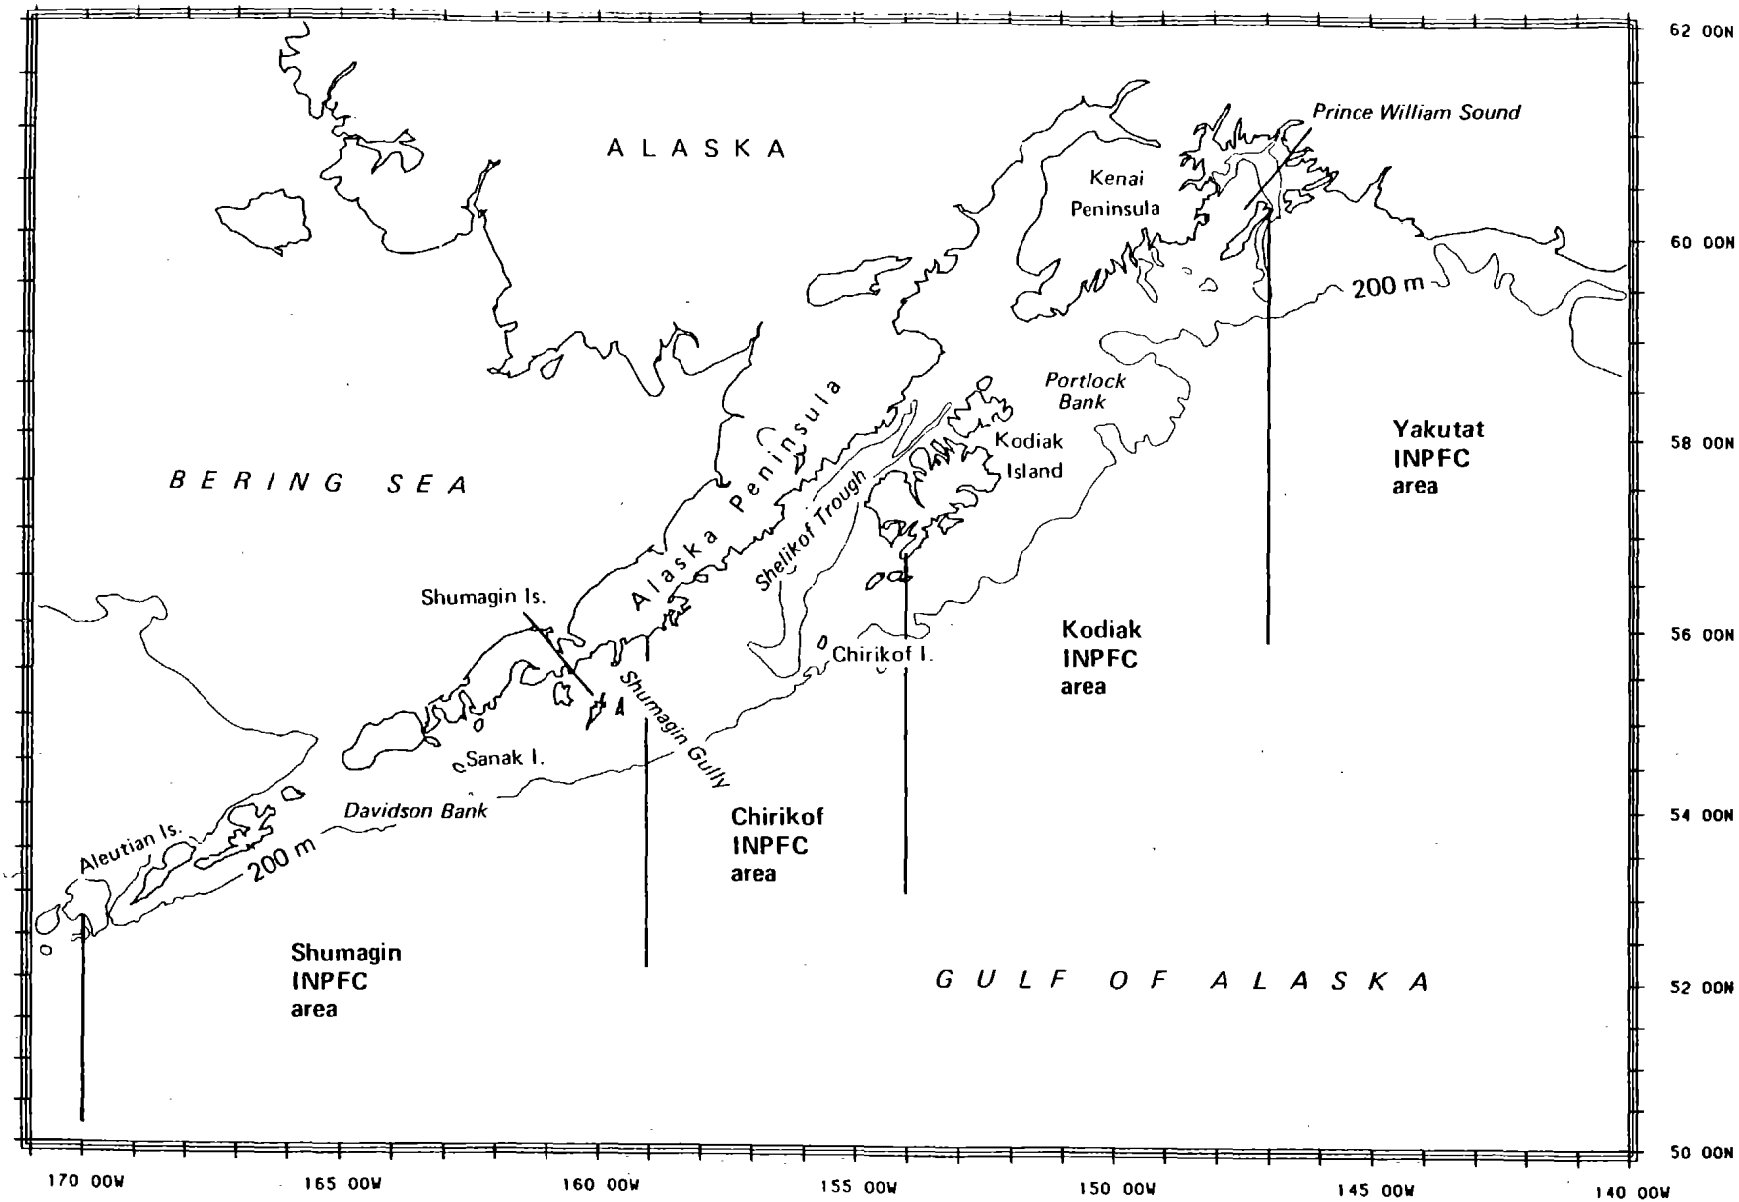 62 00N
Prince William Sound
ALASKA
Kenai
Peninsula
60 00N
200 m
Portlock
Bank
Alaska Peninsula
Kodiak
Island
58 00N
Yakutat
INPFC
area
BERING SEA
Shelikof Trough
Shumagin Is.
Kodiak
INPFC
area
56 00N
Chirikof I.
Shumagin Gully
Sanak I.
Davidson Bank
Chirikof
INPFC
area
54 00N
Aleutian Is.
200 m
Shumagin
INPFC
area
GULF OF ALASKA
52 00N
50 00N
170 00W 165 00W 160 00W 155 00W 150 00W 145 00W 140 00W